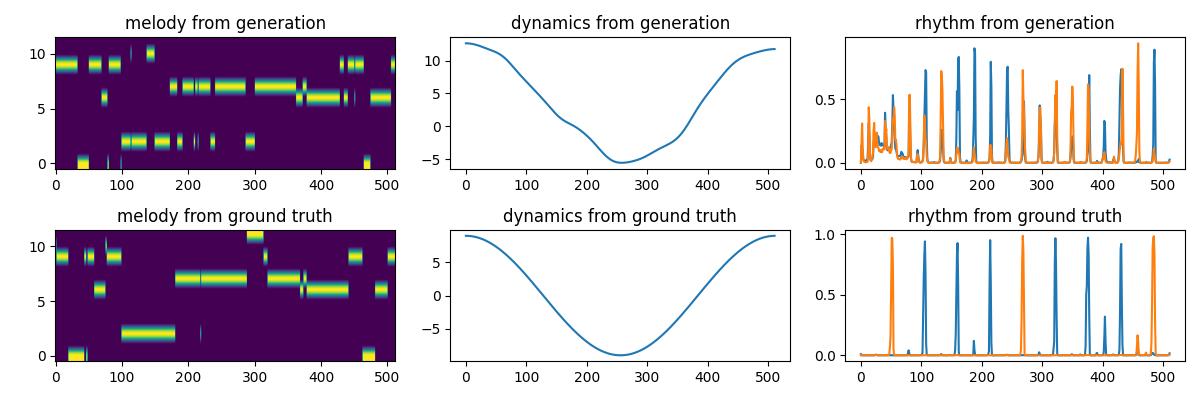 melody from generation
10
5
0
0 100 200 300 400 500
dynamics from generation
10
5
0
−5
0 100 200 300 400 500
rhythm from generation
0.5
0.0
0 100 200 300 400 500
melody from ground truth
10
5
0
0 100 200 300 400 500
dynamics from ground truth
5
0
−5
0 100 200 300 400 500
rhythm from ground truth
1.0
0.5
0.0
0 100 200 300 400 500